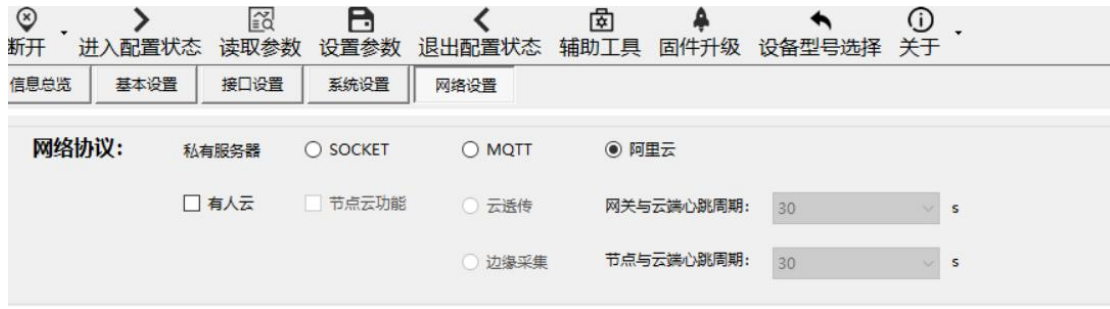 断开 进入配置状态 读取参数 设置参数 退出配置状态 辅助工具 固件升级 设备型号选择 关于
信息总览 基本设置 接口设置 系统设置 网络设置
网络协议: 私有服务器 SOCKET MQTT 阿里云
有人云 节点云功能 云透传 网关与云端心跳周期: 30 s
边缘采集 节点与云端心跳周期: 30 s